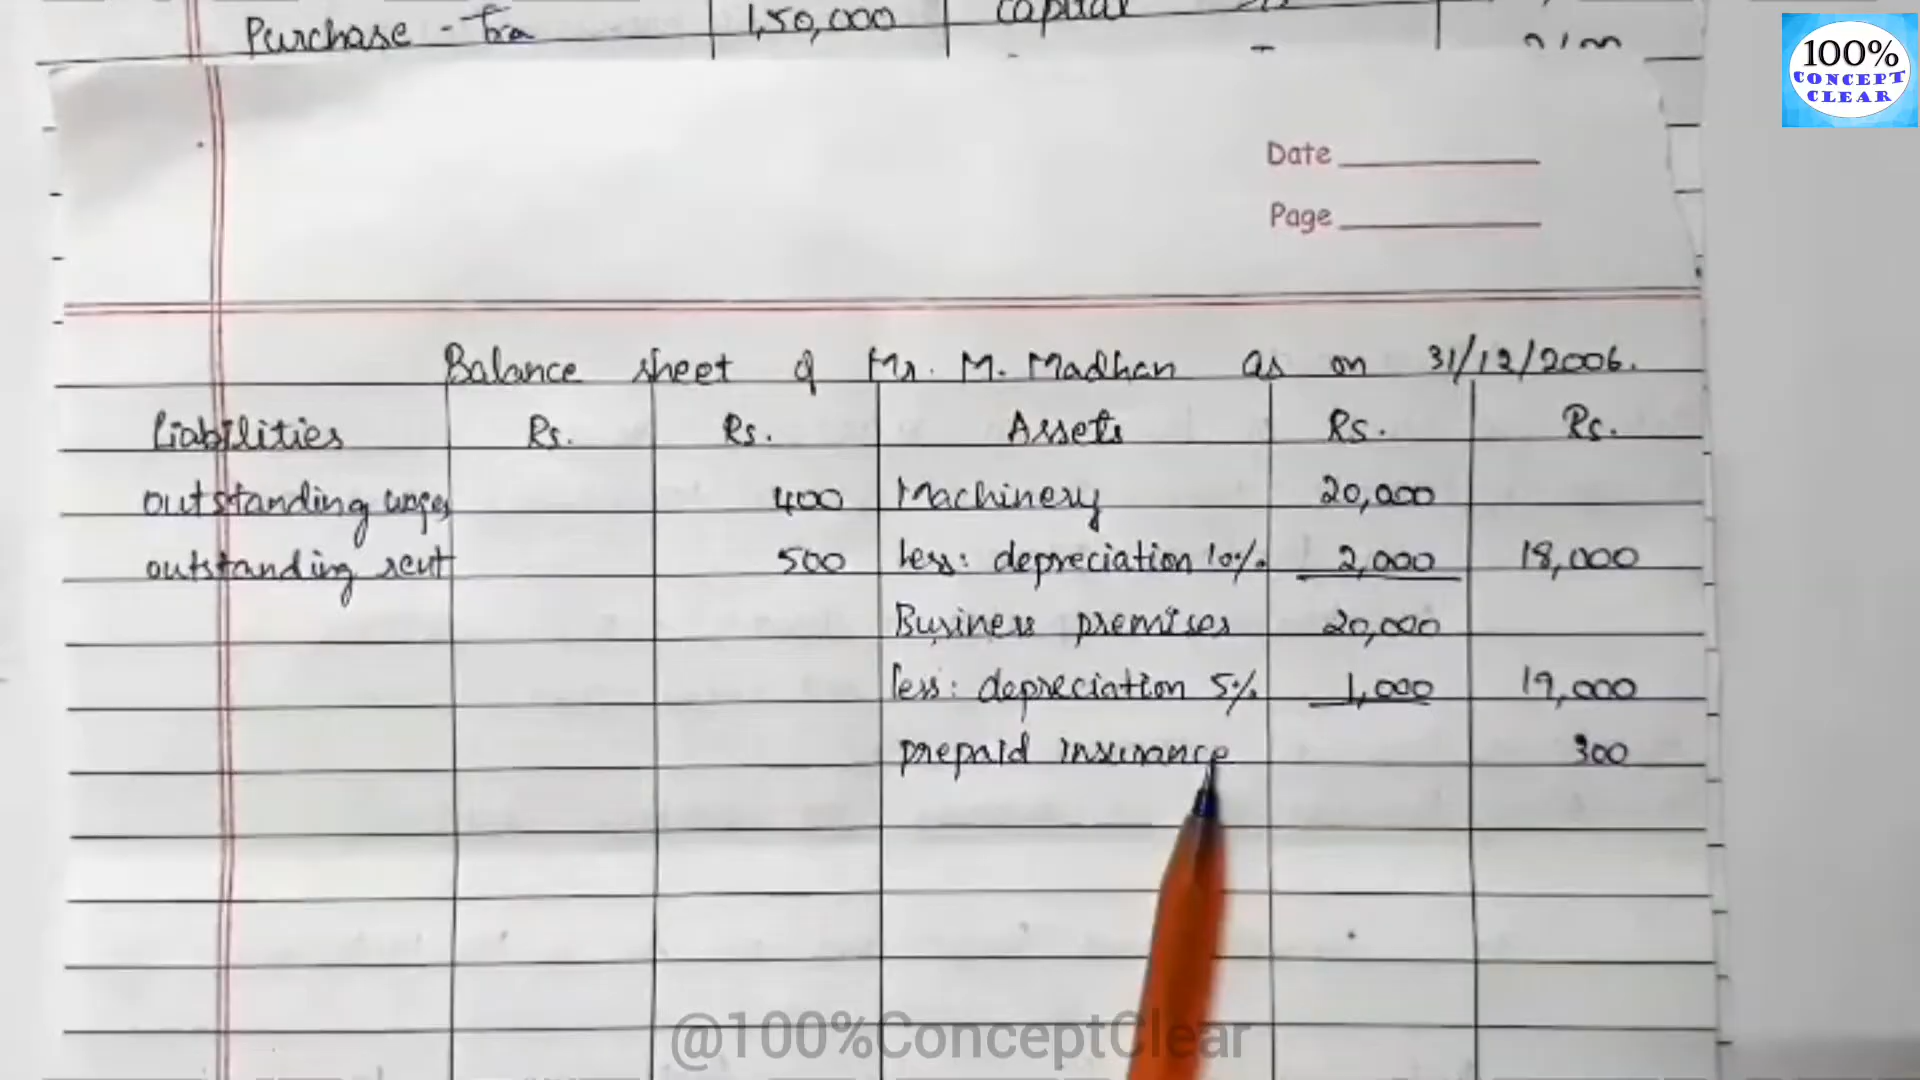 Purchase - Tra 1,50,000 capital
100%
CONCEPT
CLEAR
Date
Page
Balance sheet of Mr. M. Madhan as on 31/12/2006.
Liabilities Rs. Rs. Assets Rs. Rs.
outstanding wages 400 Machinery 20,000
outstanding rent 500 less: depreciation 10% 2,000 18,000
Business premises 20,000
less: depreciation 5% 1,000 19,000
prepaid insurance 300
@100%ConceptClear